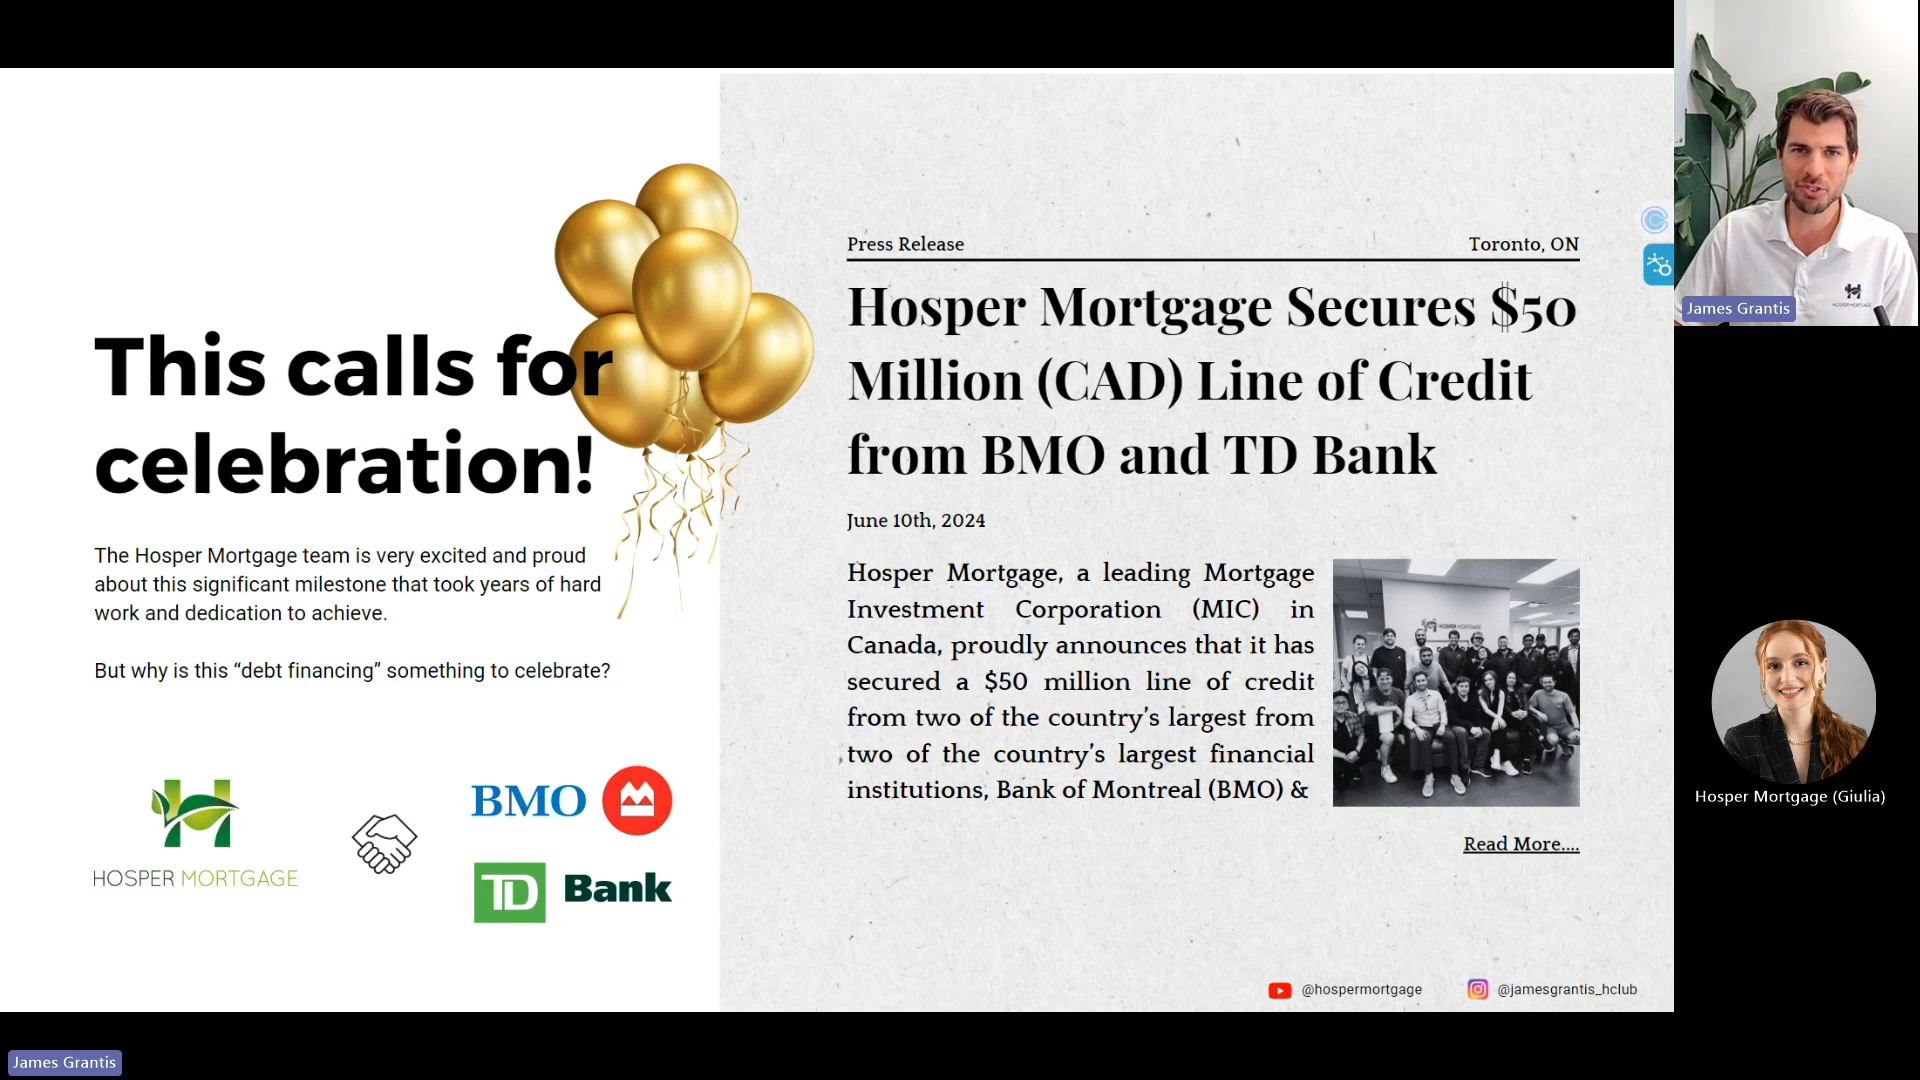 This calls for
celebration!
The Hosper Mortgage team is very excited and proud
about this significant milestone that took years of hard
work and dedication to achieve.
But why is this “debt financing” something to celebrate?
HOSPER MORTGAGE
BMO
TD Bank
Press Release
Toronto, ON
Hosper Mortgage Secures $50
Million (CAD) Line of Credit
from BMO and TD Bank
June 10th, 2024
Hosper Mortgage, a leading Mortgage
Investment Corporation (MIC) in
Canada, proudly announces that it has
secured a $50 million line of credit
from two of the country’s largest from
two of the country’s largest financial
institutions, Bank of Montreal (BMO) &
HOSPER MORTGAGE
Read More....
@hospermortgage
@jamesgrantis_hclub
HOSPER MORTGAGE
James Grantis
Hosper Mortgage (Giulia)
James Grantis